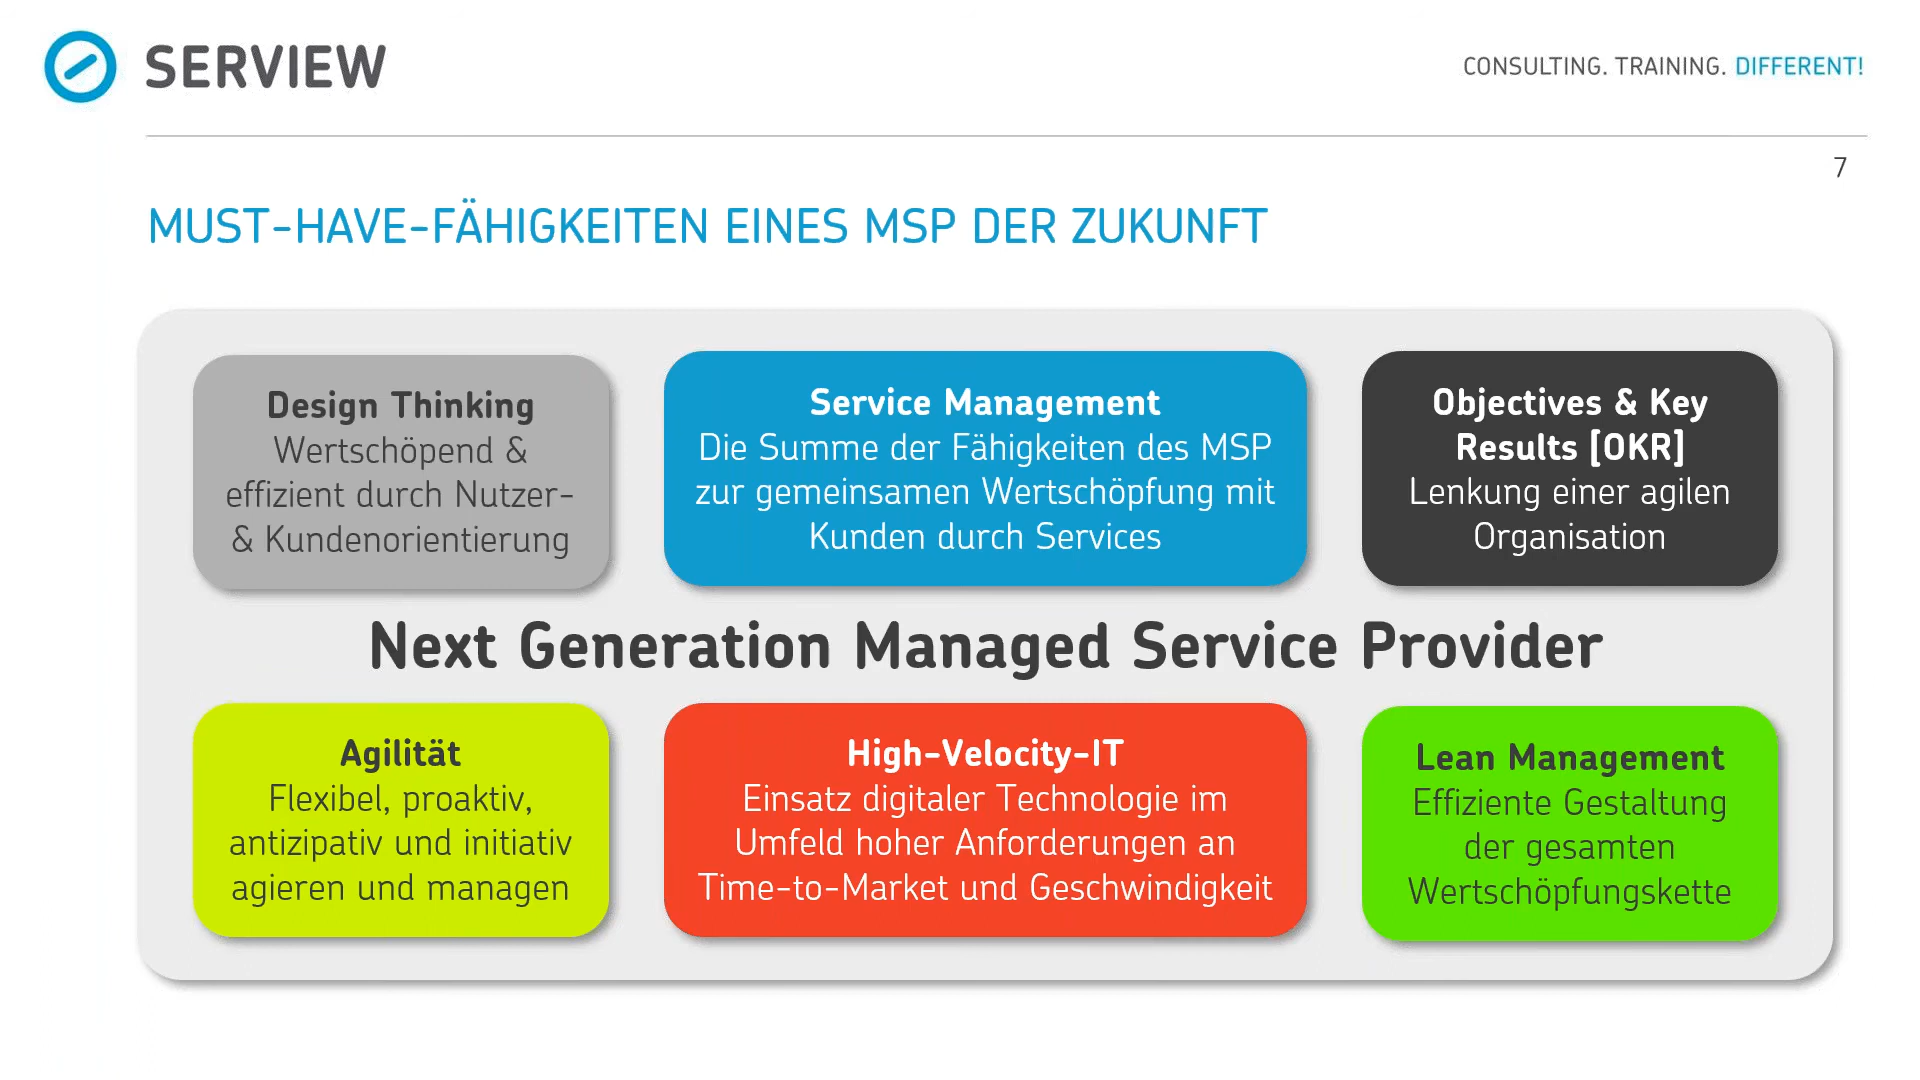 SERVIEW
CONSULTING. TRAINING. DIFFERENT!
7
MUST-HAVE-FÄHIGKEITEN EINES MSP DER ZUKUNFT
Design Thinking
Wertschöpend &
effizient durch Nutzer-
& Kundenorientierung
Service Management
Die Summe der Fähigkeiten des MSP
zur gemeinsamen Wertschöpfung mit
Kunden durch Services
Objectives & Key
Results [OKR]
Lenkung einer agilen
Organisation
Next Generation Managed Service Provider
Agilität
Flexibel, proaktiv,
antizipativ und initiativ
agieren und managen
High-Velocity-IT
Einsatz digitaler Technologie im
Umfeld hoher Anforderungen an
Time-to-Market und Geschwindigkeit
Lean Management
Effiziente Gestaltung
der gesamten
Wertschöpfungskette